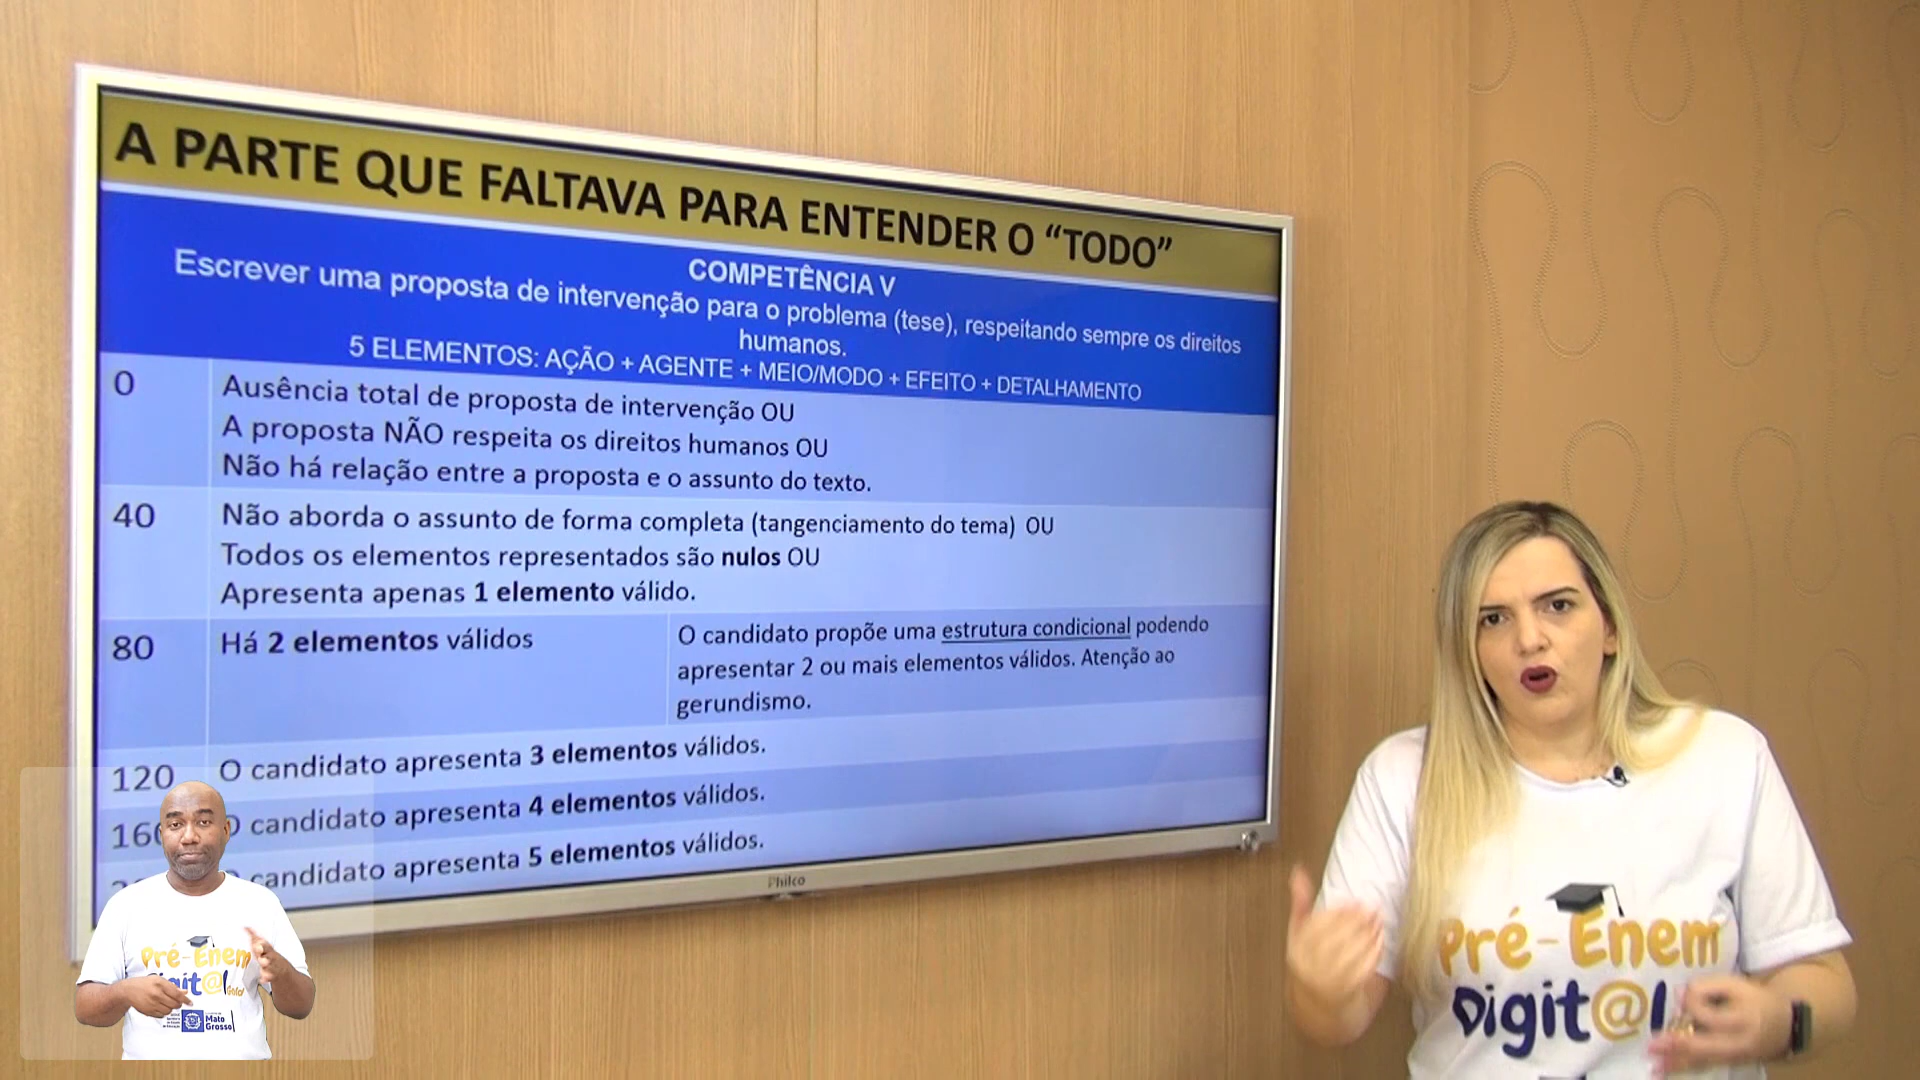 A PARTE QUE FALTAVA PARA ENTENDER O “TODO”
COMPETÊNCIA V
Escrever uma proposta de intervenção para o problema (tese), respeitando sempre os direitos
humanos.
5 ELEMENTOS: AÇÃO + AGENTE + MEIO/MODO + EFEITO + DETALHAMENTO
0
Ausência total de proposta de intervenção OU
A proposta NÃO respeita os direitos humanos OU
Não há relação entre a proposta e o assunto do texto.
40
Não aborda o assunto de forma completa (tangenciamento do tema) OU
Todos os elementos representados são nulos OU
Apresenta apenas 1 elemento válido.
80
Há 2 elementos válidos
O candidato propõe uma estrutura condicional podendo
apresentar 2 ou mais elementos válidos. Atenção ao
gerundismo.
120 O candidato apresenta 3 elementos válidos.
160 O candidato apresenta 4 elementos válidos.
candidato apresenta 5 elementos válidos.
Philco
Pré-Enem
Digit@l
Pré-Enem
Digit@l
Mato
Grosso